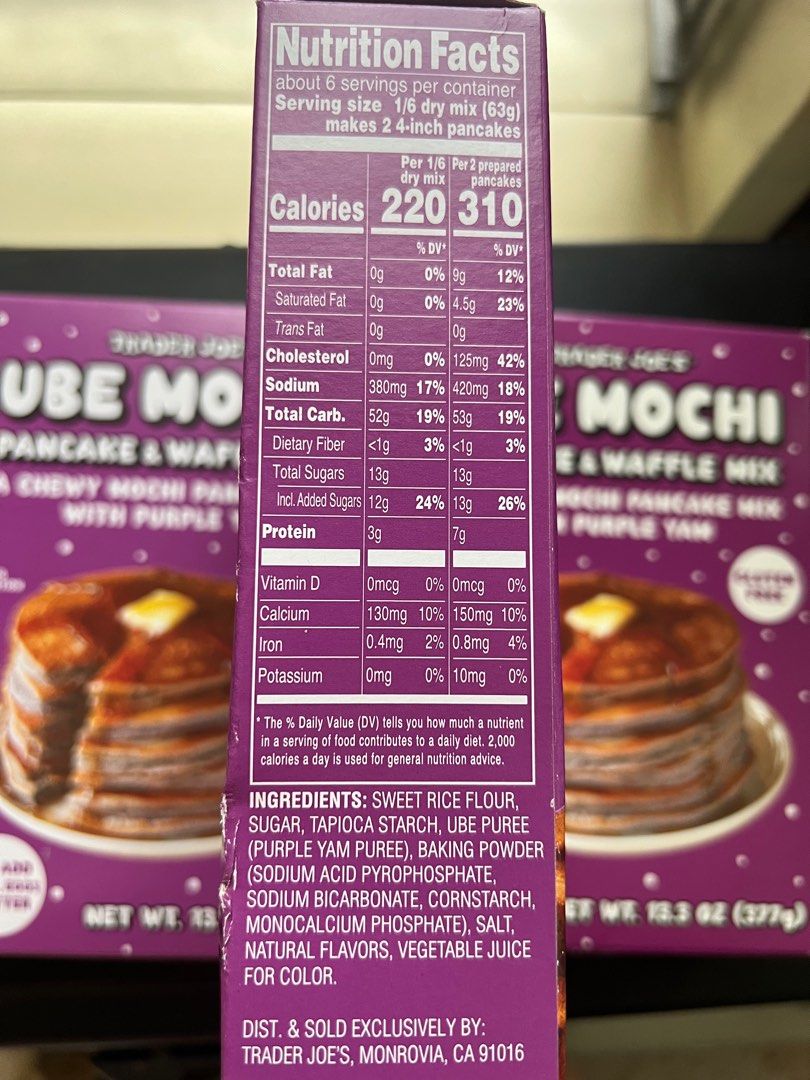 Nutrition Facts
about 6 servings per container
Serving size 1/6 dry mix (63g)
makes 2 4-inch pancakes
Per 1/6 dry mix Per 2 prepared pancakes
Calories 220 310
% DV* % DV*
Total Fat 0g 0% 9g 12%
Saturated Fat 0g 0% 4.5g 23%
Trans Fat 0g 0g
Cholesterol 0mg 0% 125mg 42%
Sodium 380mg 17% 420mg 18%
Total Carb. 52g 19% 53g 19%
Dietary Fiber <1g 3% <1g 3%
Total Sugars 13g 13g
Incl. Added Sugars 12g 24% 13g 26%
Protein 3g 7g
Vitamin D 0mcg 0% 0mcg 0%
Calcium 130mg 10% 150mg 10%
Iron 0.4mg 2% 0.8mg 4%
Potassium 0mg 0% 10mg 0%
* The % Daily Value (DV) tells you how much a nutrient
in a serving of food contributes to a daily diet. 2,000
calories a day is used for general nutrition advice.
INGREDIENTS: SWEET RICE FLOUR,
SUGAR, TAPIOCA STARCH, UBE PUREE
(PURPLE YAM PUREE), BAKING POWDER
(SODIUM ACID PYROPHOSPHATE,
SODIUM BICARBONATE, CORNSTARCH,
MONOCALCIUM PHOSPHATE), SALT,
NATURAL FLAVORS, VEGETABLE JUICE
FOR COLOR.
DIST. & SOLD EXCLUSIVELY BY:
TRADER JOE'S, MONROVIA, CA 91016
TRADER JOE'
UBE MO
PANCAKE & WAF
A CHEWY MOCHI PAN
WITH PURPLE
NET WT. 13
TRADER JOE'S
MOCHI
E & WAFFLE MIX
MOCHI PANCAKE MIX
PURPLE YAM
GLUTEN
FREE
ET WT. 13.3 OZ (377g)